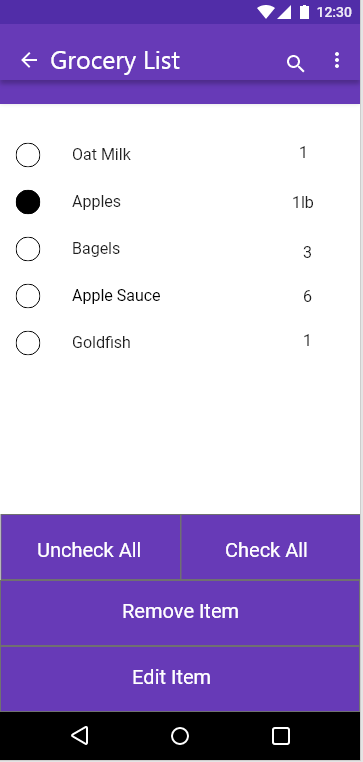 12:30
Grocery List
Oat Milk 1
Apples 1lb
Bagels 3
Apple Sauce 6
Goldfish 1
Uncheck All Check All
Remove Item
Edit Item